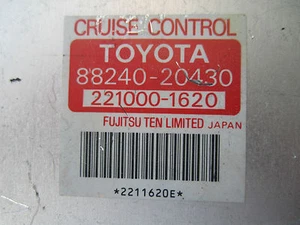 CRUISE CONTROL
TOYOTA
88240-20430
221000-1620
FUJITSU TEN LIMITED JAPAN
*2211620E*